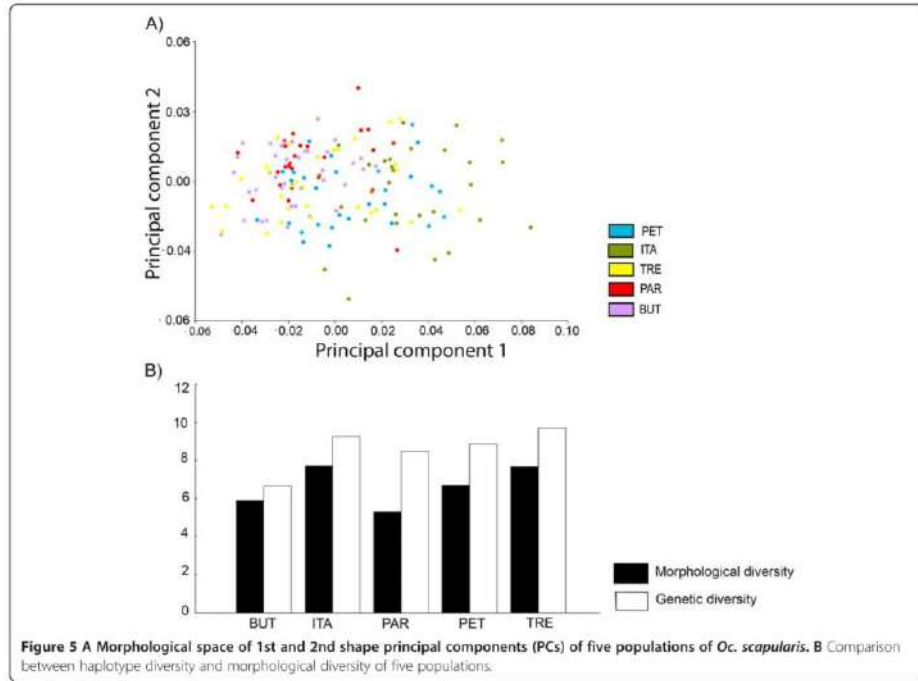 A)
0.06
0.03
0.00
0.04
0.06
Principal component 2
0.06 0.04 0.02 0.00 0.02 0.04 0.06 0.08 0.10
Principal component 1
PET
ITA
TRE
PAR
BUT
B)
12
10
8
6
4
2
0
BUT ITA PAR PET TRE
Morphological diversity
Genetic diversity
Figure 5 A Morphological space of 1st and 2nd shape principal components (PCs) of five populations of Oc. scapularis. B Comparison
between haplotype diversity and morphological diversity of five populations.